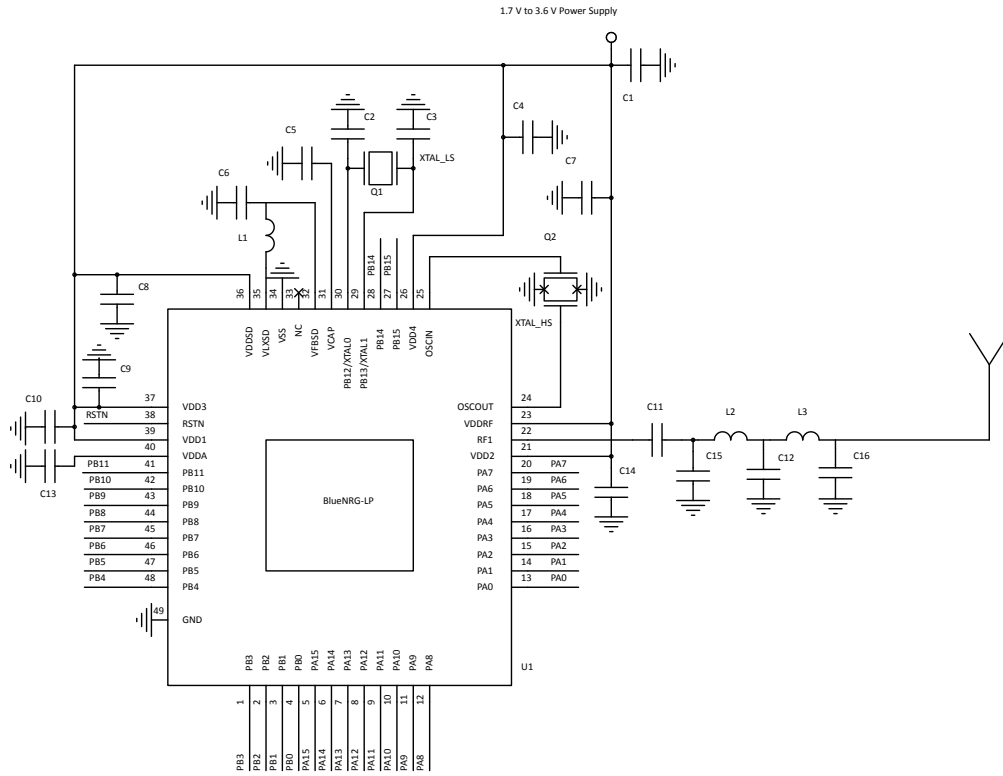 1.7 V to 3.6 V Power Supply
C1
C4
C2
C3
C5
XTAL_LS
C7
C6
Q1
L1
Q2
PB14
PB15
C8
36
35
34
33
32
31
30
29
28
27
26
25
XTAL_HS
VDDSD
VLXSD
VSS
NC
VFBSD
VCAP
PB12/XTAL0
PB13/XTAL1
PB14
PB15
VDD4
OSCIN
C9
C10
37 VDD3
RSTN 38 RSTN
39 VDD1
40 VDDA
C13
PB11 41 PB11
PB10 42 PB10
PB9 43 PB9
PB8 44 PB8
PB7 45 PB7
PB6 46 PB6
PB5 47 PB5
PB4 48 PB4
49 GND
BlueNRG-LP
OSCOUT 24
VDDRF 23
RF1 22
VDD2 21
PA7 20 PA7
PA6 19 PA6
PA5 18 PA5
PA4 17 PA4
PA3 16 PA3
PA2 15 PA2
PA1 14 PA1
PA0 13 PA0
C11
L2
L3
C14
C15
C12
C16
U1
PB3
PB2
PB1
PB0
PA15
PA14
PA13
PA12
PA11
PA10
PA9
PA8
1
2
3
4
5
6
7
8
9
10
11
12
PB3
PB2
PB1
PB0
PA15
PA14
PA13
PA12
PA11
PA10
PA9
PA8